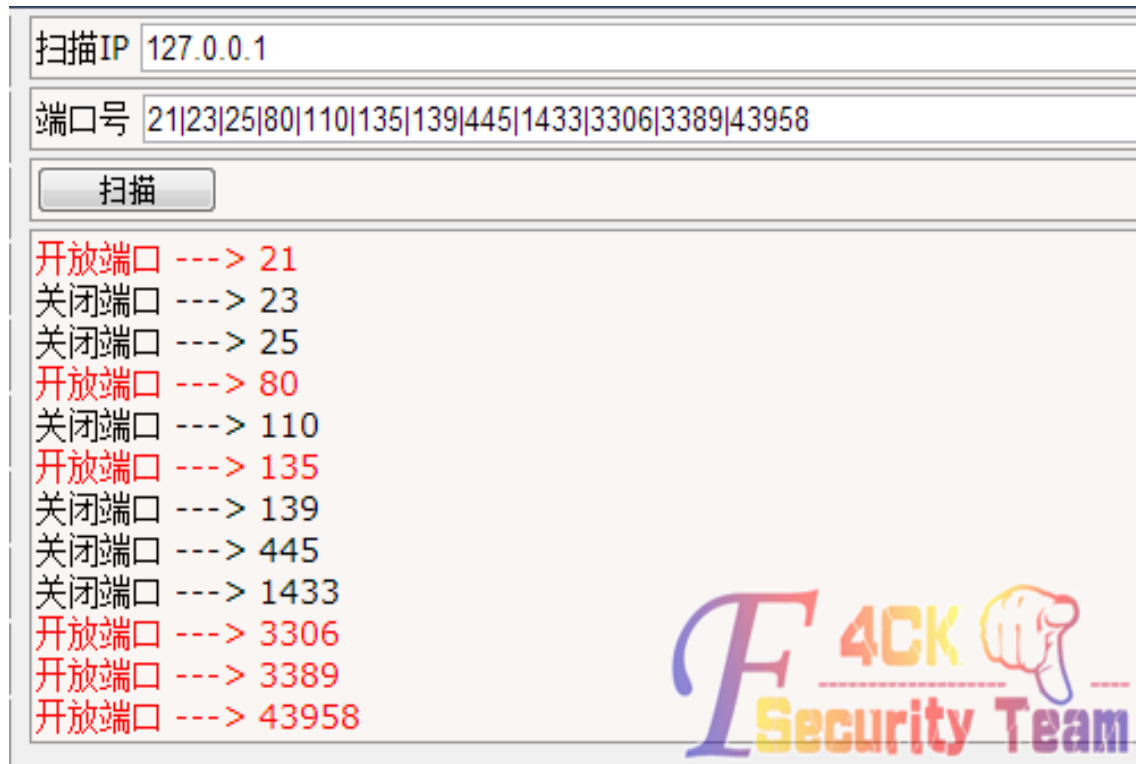 扫描IP 127.0.0.1
端口号 21|23|25|80|110|135|139|445|1433|3306|3389|43958
扫描
开放端口 ---> 21
关闭端口 ---> 23
关闭端口 ---> 25
开放端口 ---> 80
关闭端口 ---> 110
开放端口 ---> 135
关闭端口 ---> 139
关闭端口 ---> 445
关闭端口 ---> 1433
开放端口 ---> 3306
开放端口 ---> 3389
开放端口 ---> 43958
F4CK
Security Team